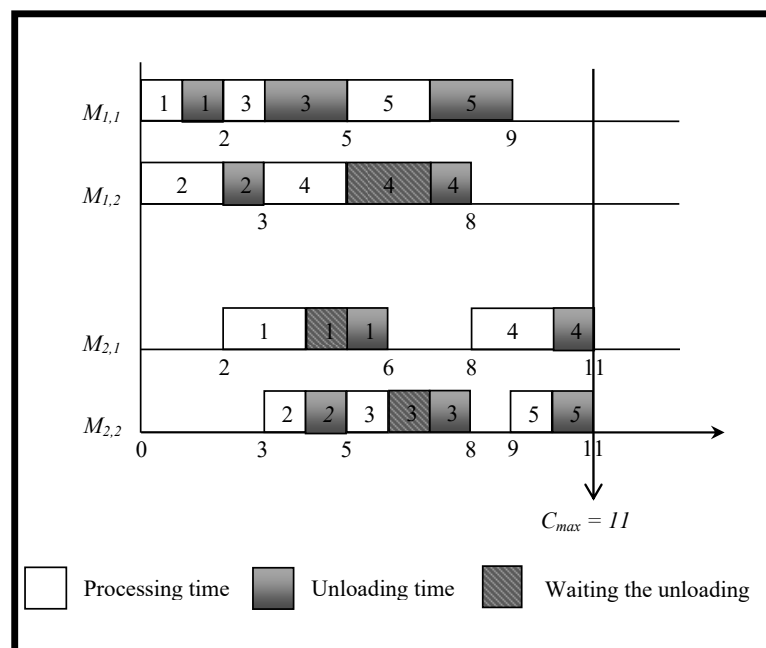 M1,1 1 1 3 3 5 5
2 5 9
M1,2 2 2 4 4 4
3 8
M2,1 1 1 1 4 4
2 6 8 11
M2,2 2 2 3 3 3 5 5
0 3 5 8 9 11
Cmax = 11
Processing time Unloading time Waiting the unloading